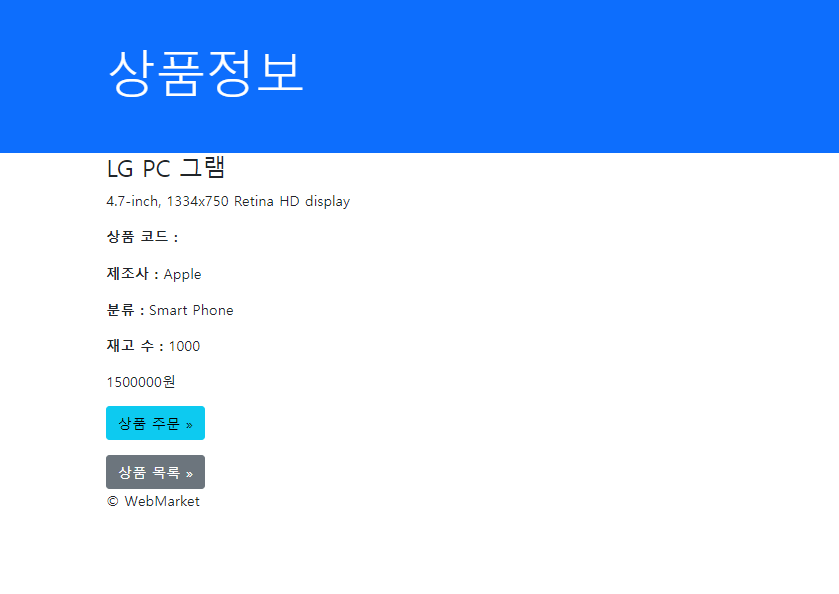 상품정보
LG PC 그램
4.7-inch, 1334x750 Retina HD display
상품 코드 :
제조사 : Apple
분류 : Smart Phone
재고 수 : 1000
1500000원
상품 주문 »
상품 목록 »
© WebMarket